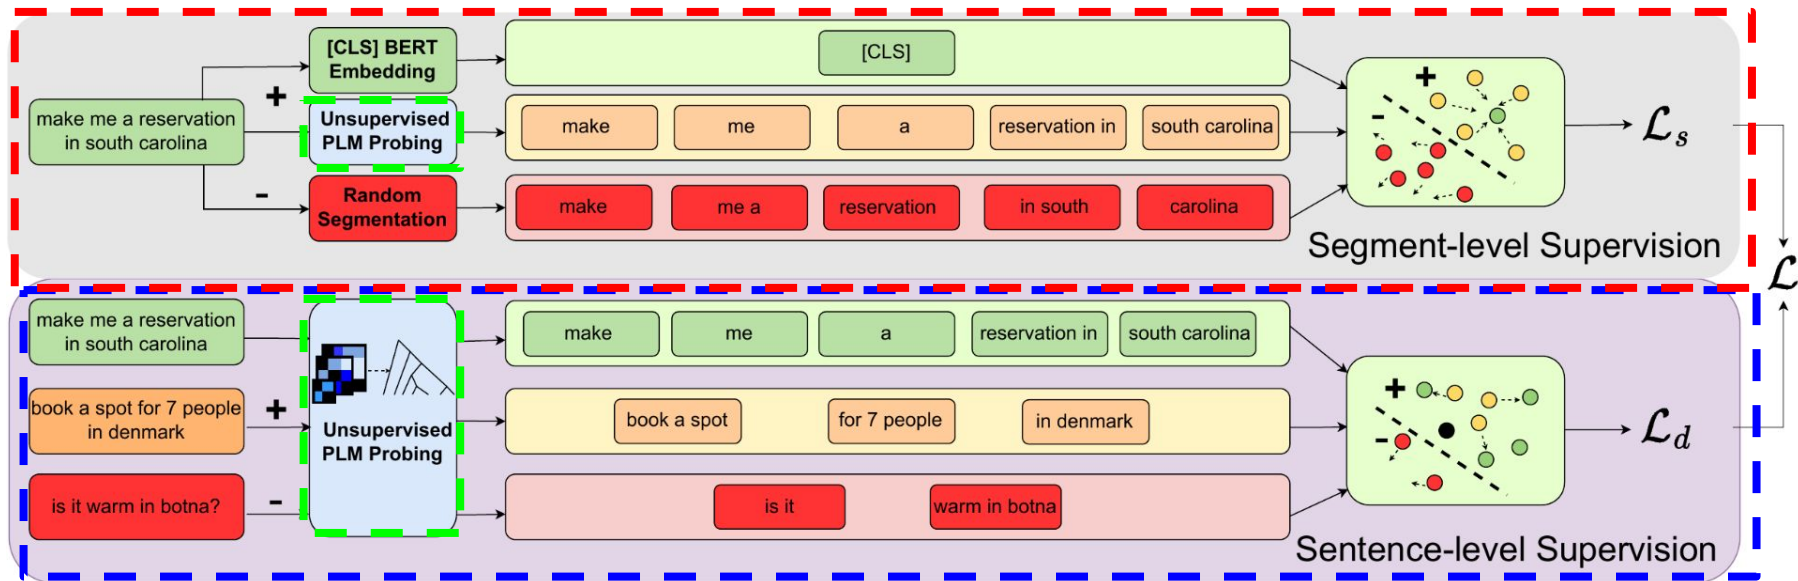 make me a reservation
in south carolina
+
-
[CLS] BERT
Embedding
Unsupervised
PLM Probing
Random
Segmentation
[CLS]
make
me
a
reservation in
south carolina
make
me a
reservation
in south
carolina
+
-
ℒs
Segment-level Supervision
ℒ
make me a reservation
in south carolina
book a spot for 7 people
in denmark
+
is it warm in botna?
-
Unsupervised
PLM Probing
make
me
a
reservation in
south carolina
book a spot
for 7 people
in denmark
is it
warm in botna
+
-
ℒd
Sentence-level Supervision